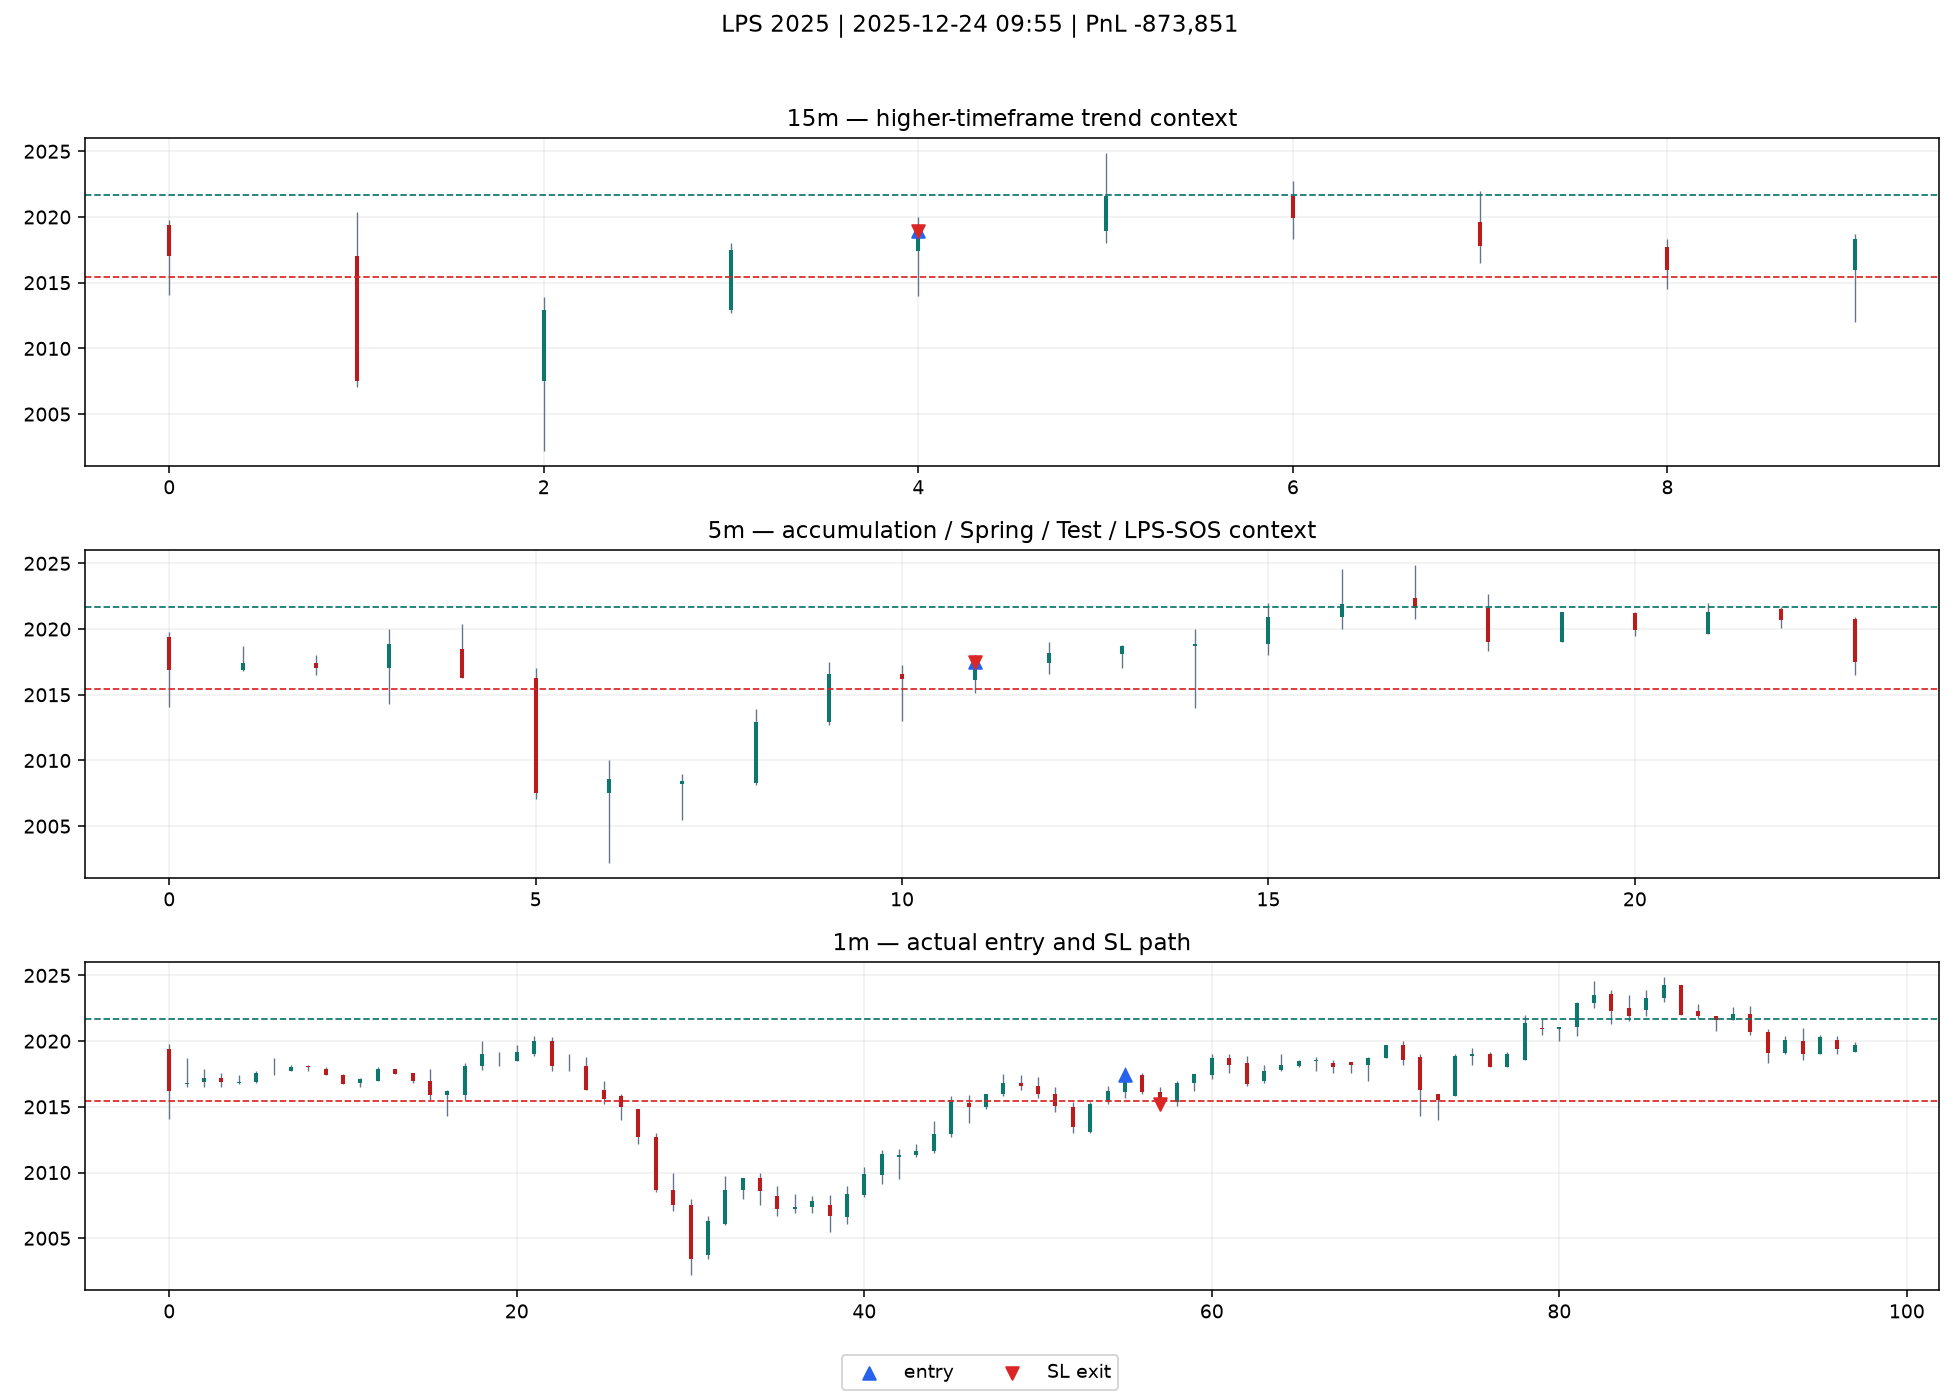 LPS 2025 | 2025-12-24 09:55 | PnL -873,851
15m — higher-timeframe trend context
2025
2020
2015
2010
2005
0 2 4 6 8
5m — accumulation / Spring / Test / LPS-SOS context
2025
2020
2015
2010
2005
0 5 10 15 20
1m — actual entry and SL path
2025
2020
2015
2010
2005
0 20 40 60 80 100
entry SL exit